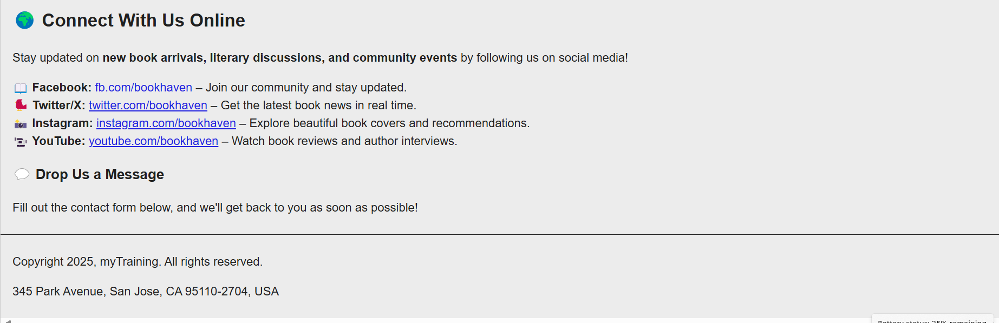 Connect With Us Online
Stay updated on new book arrivals, literary discussions, and community events by following us on social media!
Facebook: fb.com/bookhaven – Join our community and stay updated.
Twitter/X: twitter.com/bookhaven – Get the latest book news in real time.
Instagram: instagram.com/bookhaven – Explore beautiful book covers and recommendations.
YouTube: youtube.com/bookhaven – Watch book reviews and author interviews.
Drop Us a Message
Fill out the contact form below, and we'll get back to you as soon as possible!
Copyright 2025, myTraining. All rights reserved.
345 Park Avenue, San Jose, CA 95110-2704, USA
Battery status: 25% remaining